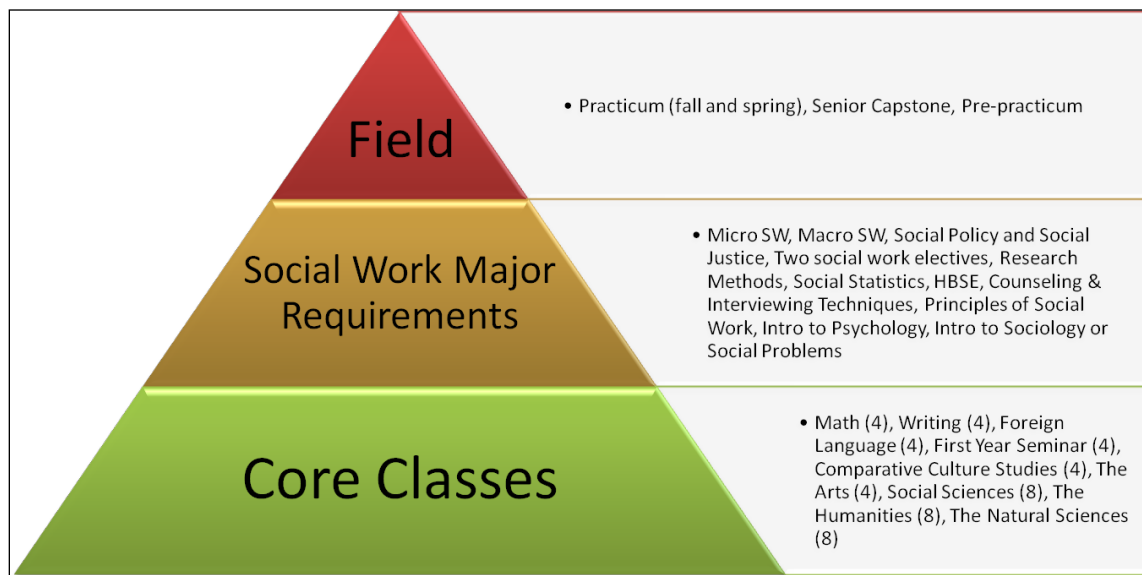 Field
• Practicum (fall and spring), Senior Capstone, Pre-practicum
Social Work Major
Requirements
• Micro SW, Macro SW, Social Policy and Social
Justice, Two social work electives, Research
Methods, Social Statistics, HBSE, Counseling &
Interviewing Techniques, Principles of Social
Work, Intro to Psychology, Intro to Sociology or
Social Problems
Core Classes
• Math (4), Writing (4), Foreign
Language (4), First Year Seminar (4),
Comparative Culture Studies (4), The
Arts (4), Social Sciences (8), The
Humanities (8), The Natural Sciences
(8)